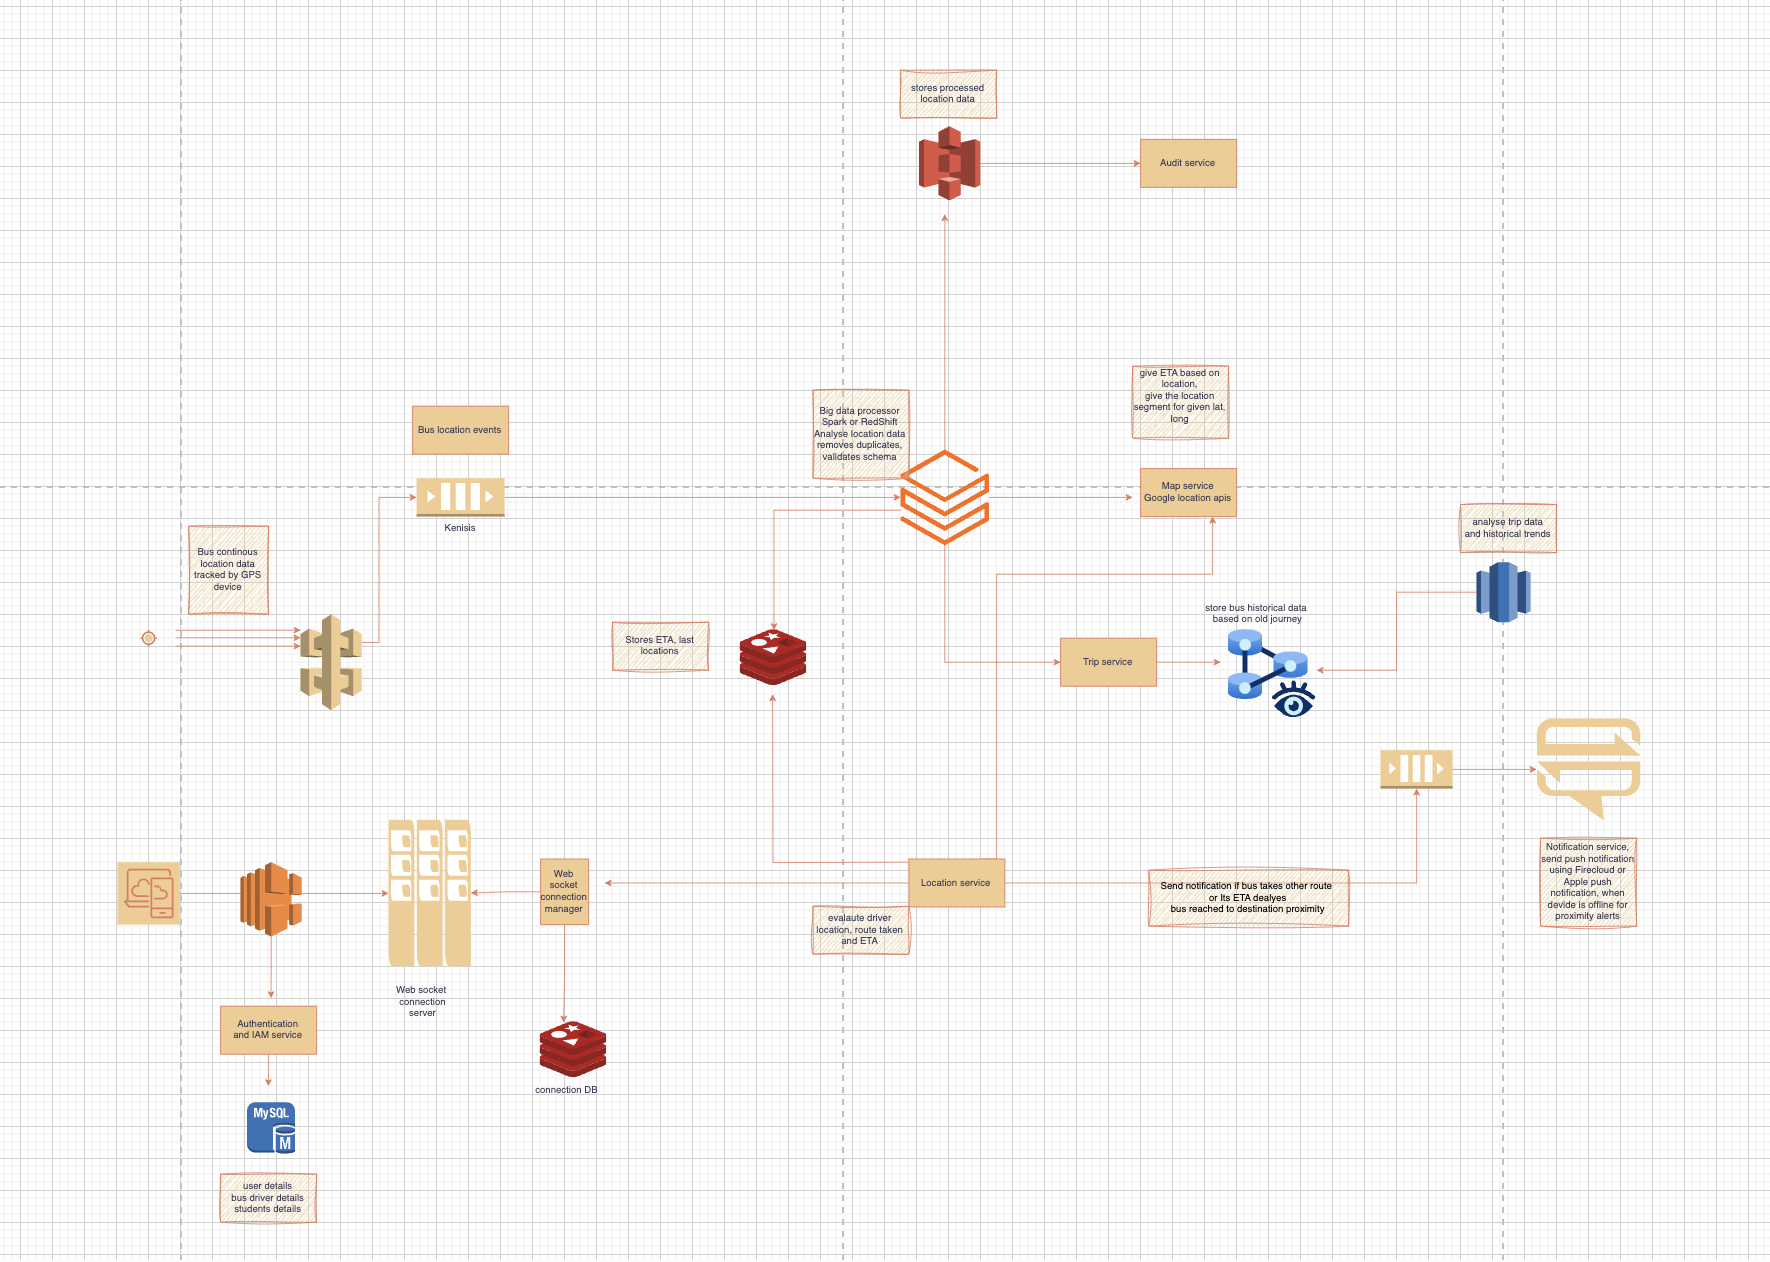 stores processed
location data
Audit service
give ETA based on
location,
give the location
segment for given lat,
long
Big data processor
Spark or RedShift
Analyse location data
removes duplicates,
validates schema
Bus location events
Map service
Google location apis
Kenisis
analyse trip data
and historical trends
Bus continous
location data
tracked by GPS
device
store bus historical data
based on old journey
Stores ETA, last
locations
Trip service
Web
socket
connection
manager
Location service
Send notification if bus takes other route
or Its ETA dealyes
bus reached to destination proximity
Notification service,
send push notification
using Firecloud or
Apple push
notification, when
devide is offline for
proximity alerts
evalaute driver
location, route taken
and ETA
Web socket
connection
server
Authentication
and IAM service
connection DB
MySQL
M
user details
bus driver details
students details